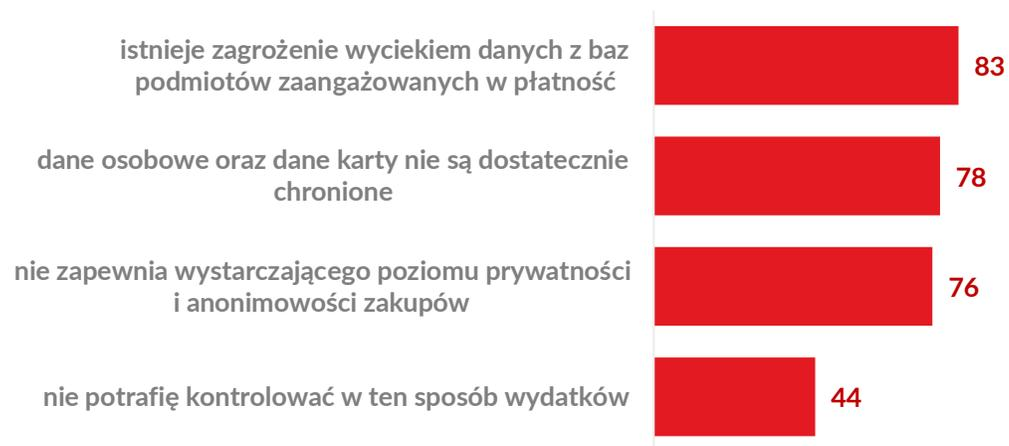 istnieje zagrożenie wyciekiem danych z baz
podmiotów zaangażowanych w płatność
83
dane osobowe oraz dane karty nie są dostatecznie
chronione
78
nie zapewnia wystarczającego poziomu prywatności
i anonimowości zakupów
76
nie potrafię kontrolować w ten sposób wydatków
44